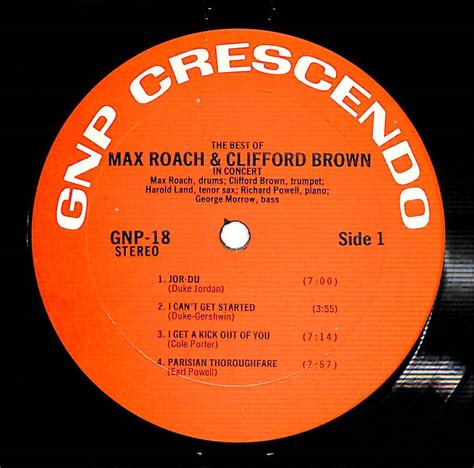 GNP CRESCENDO
THE BEST OF
MAX ROACH & CLIFFORD BROWN
IN CONCERT
Max Roach, drums; Clifford Brown, trumpet;
Harold Land, tenor sax; Richard Powell, piano;
George Morrow, bass
GNP-18 Side 1
STEREO
1. JOR-DU (7:00)
(Duke Jordan)
2. I CAN'T GET STARTED (3:55)
(Duke-Gershwin)
3. I GET A KICK OUT OF YOU (7:14)
(Cole Porter)
4. PARISIAN THOROUGHFARE (7:57)
(Earl Powell)